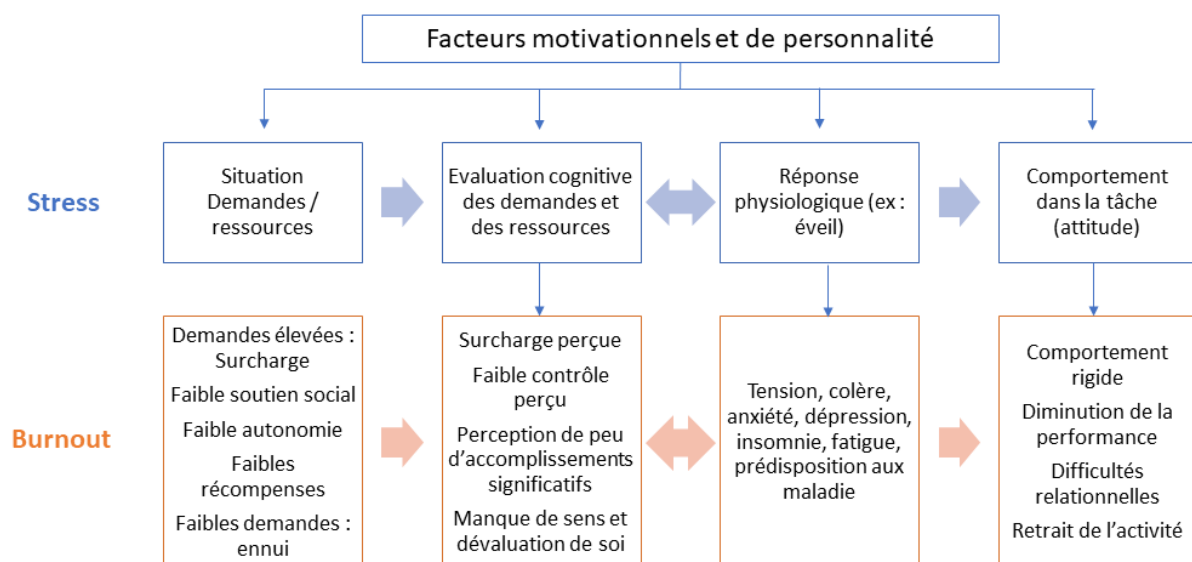 Facteurs motivationnels et de personnalité
Stress
Situation
Demandes /
ressources
Evaluation cognitive
des demandes et
des ressources
Réponse
physiologique (ex :
éveil)
Comportement
dans la tâche
(attitude)
Burnout
Demandes élevées :
Surcharge
Faible soutien social
Faible autonomie
Faibles
récompenses
Faibles demandes :
ennui
Surcharge perçue
Faible contrôle
perçu
Perception de peu
d’accomplissements
significatifs
Manque de sens et
dévaluation de soi
Tension, colère,
anxiété, dépression,
insomnie, fatigue,
prédisposition aux
maladie
Comportement
rigide
Diminution de la
performance
Difficultés
relationnelles
Retrait de l’activité